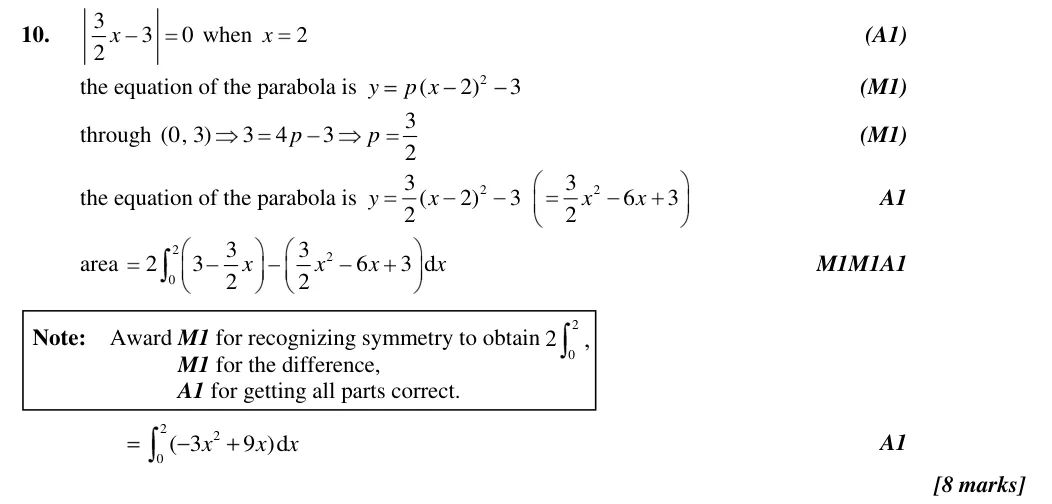 10. |3/2 x − 3| = 0 when x = 2 (A1)
the equation of the parabola is y = p(x − 2)² − 3 (M1)
through (0, 3) ⇒ 3 = 4p − 3 ⇒ p = 3/2 (M1)
the equation of the parabola is y = 3/2 (x − 2)² − 3 (= 3/2 x² − 6x + 3) A1
area = 2∫₀² (3 − 3/2 x) − (3/2 x² − 6x + 3) dx M1M1A1
Note: Award M1 for recognizing symmetry to obtain 2∫₀² ,
M1 for the difference,
A1 for getting all parts correct.
= ∫₀² (−3x² + 9x) dx A1
[8 marks]